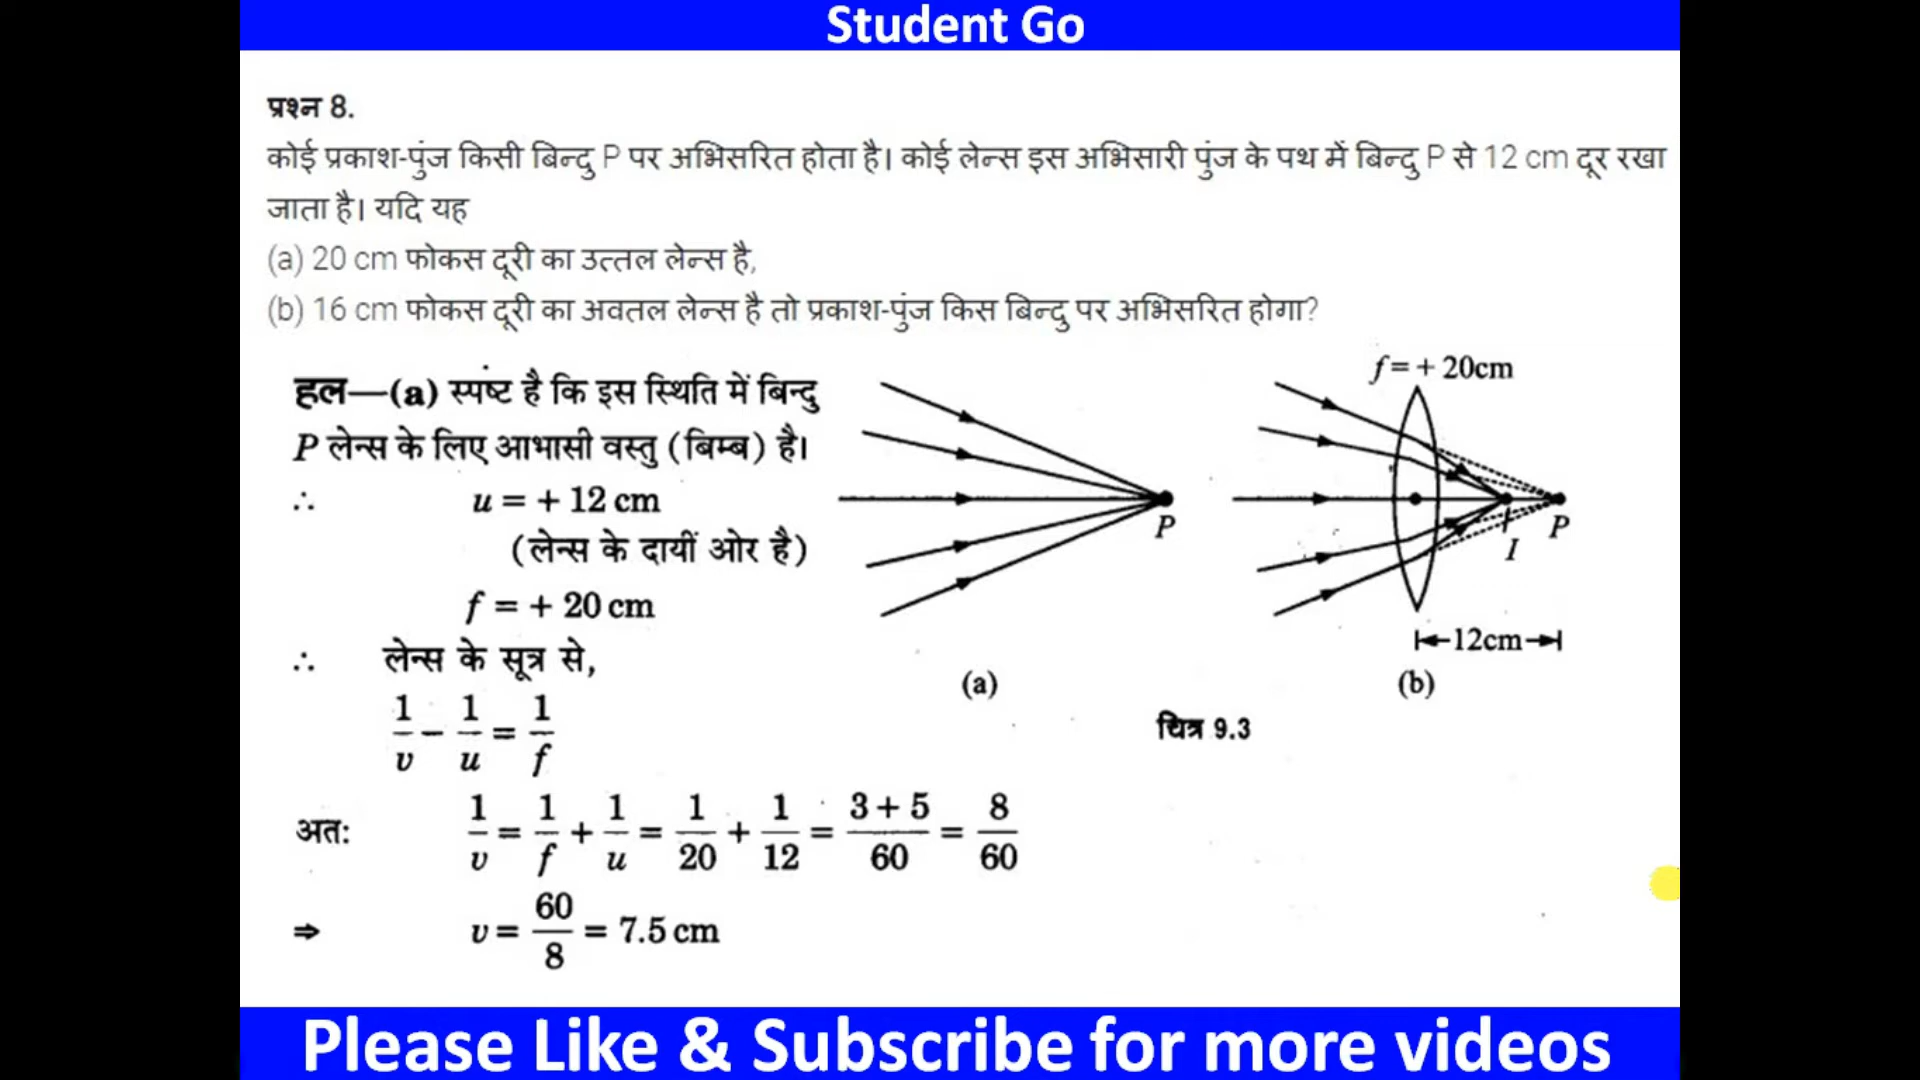 Student Go
प्रश्न 8.
कोई प्रकाश-पुंज किसी बिन्दु P पर अभिसरित होता है। कोई लेन्स इस अभिसारी पुंज के पथ में बिन्दु P से 12 cm दूर रखा
जाता है। यदि यह
(a) 20 cm फोकस दूरी का उत्तल लेन्स है,
(b) 16 cm फोकस दूरी का अवतल लेन्स है तो प्रकाश-पुंज किस बिन्दु पर अभिसरित होगा?
हल—(a) स्पष्ट है कि इस स्थिति में बिन्दु
P लेन्स के लिए आभासी वस्तु (बिम्ब) है।
∴ u = + 12 cm
(लेन्स के दायीं ओर है)
f = + 20 cm
∴ लेन्स के सूत्र से,
1/v − 1/u = 1/f
अत: 1/v = 1/f + 1/u = 1/20 + 1/12 = (3 + 5)/60 = 8/60
⇒ v = 60/8 = 7.5 cm
P
(a)
f = + 20cm
I
P
12cm
(b)
चित्र 9.3
Please Like & Subscribe for more videos